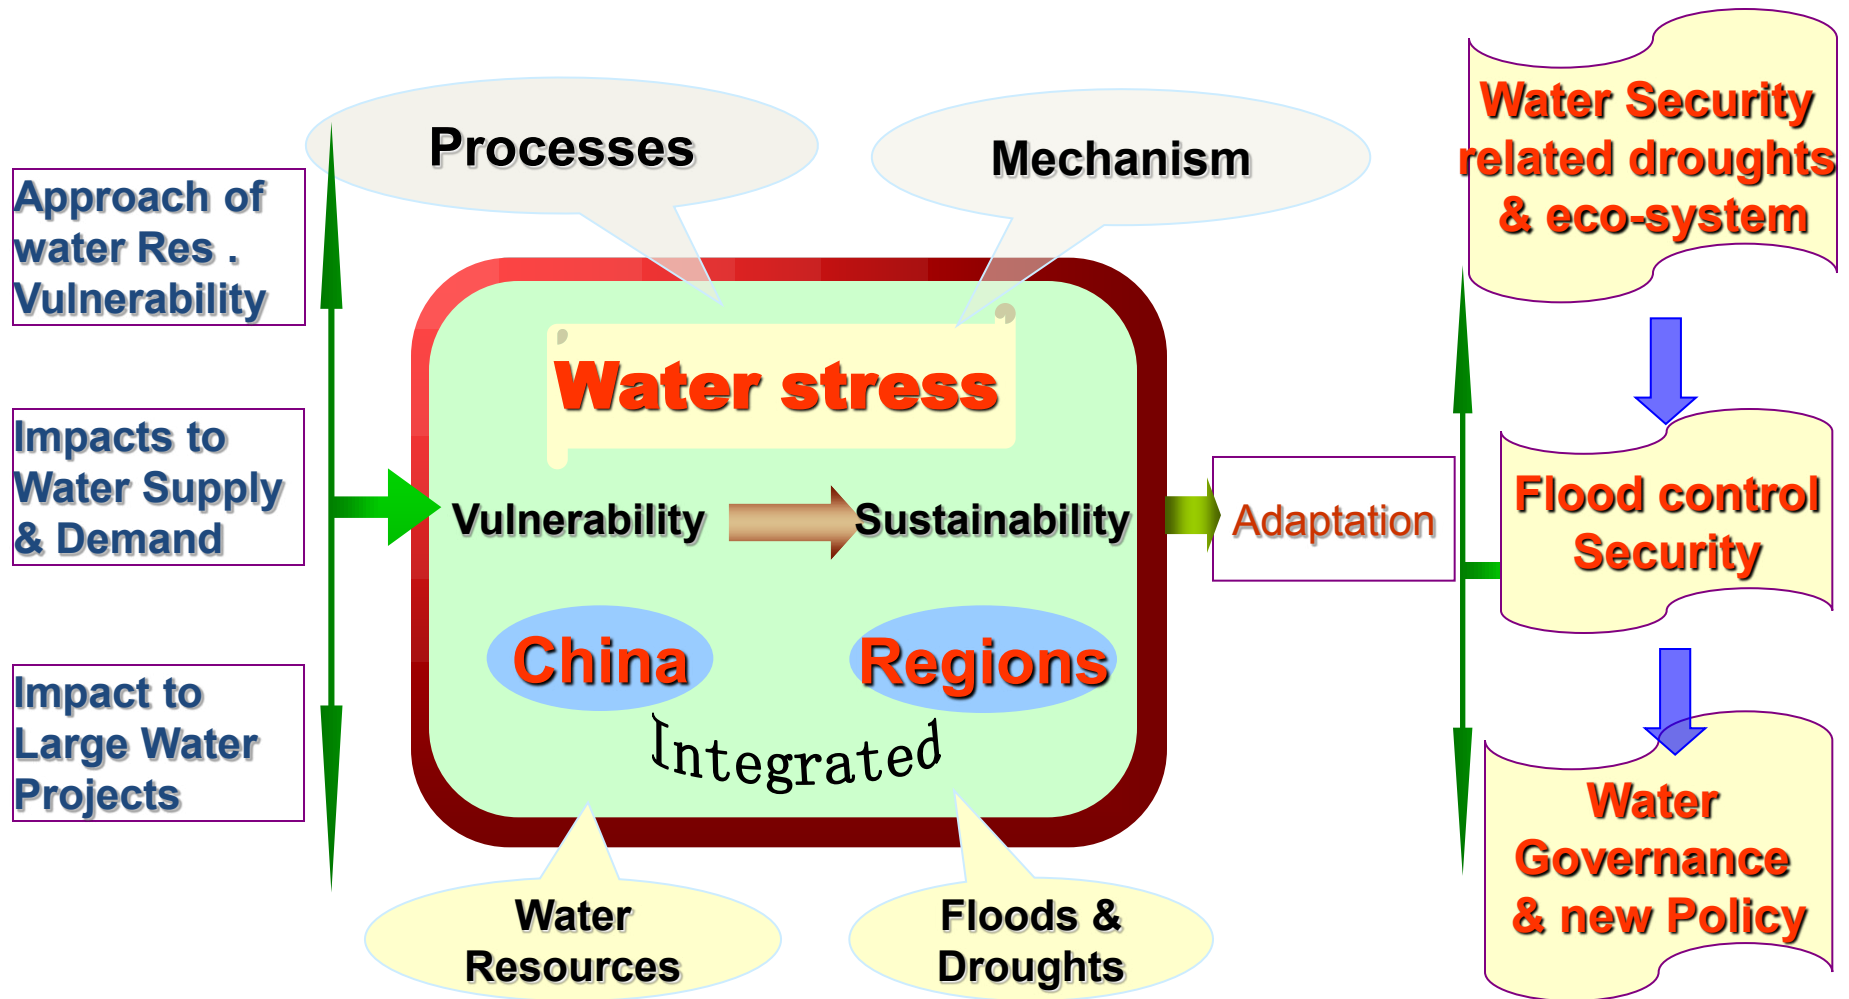 Processes
Mechanism
Approach of
water Res .
Vulnerability
Impacts to
Water Supply
& Demand
Impact to
Large Water
Projects
Water stress
Vulnerability
Sustainability
China
Regions
Integrated
Water
Resources
Floods &
Droughts
Adaptation
Water Security
related droughts
& eco-system
Flood control
Security
Water
Governance
& new Policy